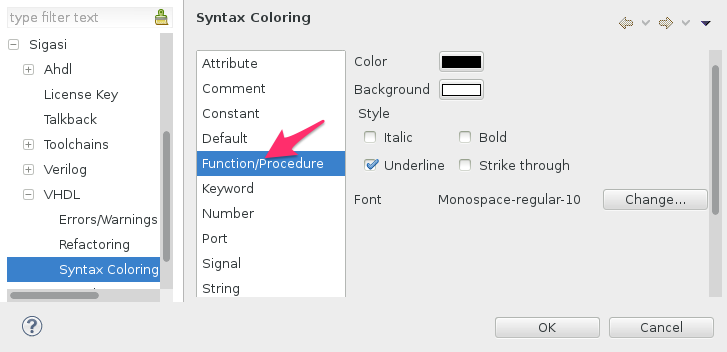 type filter text
Sigasi
Ahdl
License Key
Talkback
Toolchains
Verilog
VHDL
Errors/Warnings
Refactoring
Syntax Coloring
Syntax Coloring
Attribute
Comment
Constant
Default
Function/Procedure
Keyword
Number
Port
Signal
String
Color
Background
Style
Italic Bold
Underline Strike through
Font Monospace-regular-10 Change...
? OK Cancel